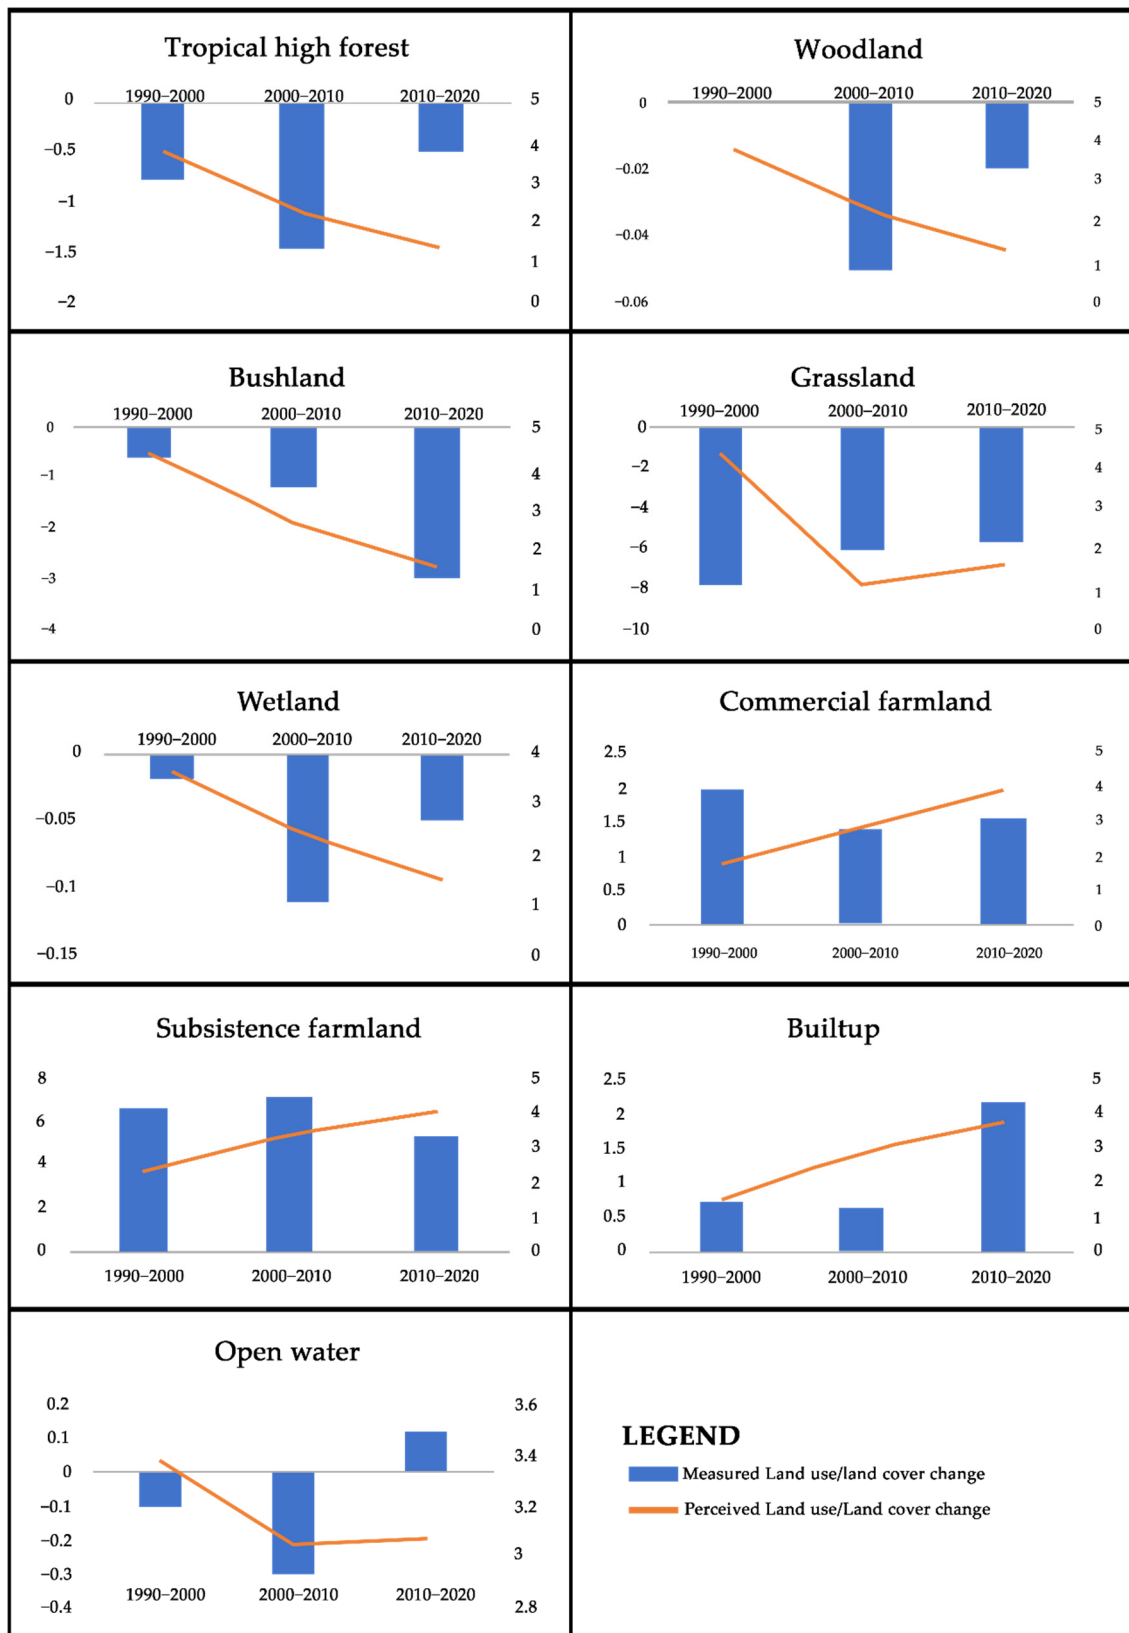 Tropical high forest
1990–2000 2000–2010 2010–2020
0 5
−0.5 4
−1 3
−1.5 2
−2 1
0
Woodland
1990–2000 2000–2010 2010–2020
0 5
−0.02 4
−0.04 3
−0.06 2
1
0
Bushland
1990–2000 2000–2010 2010–2020
0 5
−1 4
−2 3
−3 2
−4 1
0
Grassland
1990–2000 2000–2010 2010–2020
0 5
−2 4
−4 3
−6 2
−8 1
−10 0
Wetland
1990–2000 2000–2010 2010–2020
0 4
−0.05 3
−0.1 2
−0.15 1
0
Commercial farmland
2.5 5
2 4
1.5 3
1 2
0.5 1
0 0
1990–2000 2000–2010 2010–2020
Subsistence farmland
8 5
6 4
4 3
2 2
0 1
0
1990–2000 2000–2010 2010–2020
Builtup
2.5 5
2 4
1.5 3
1 2
0.5 1
0 0
1990–2000 2000–2010 2010–2020
Open water
0.2 3.6
0.1 3.4
0 3.2
−0.1 3
−0.2 2.8
−0.3
−0.4
1990–2000 2000–2010 2010–2020
LEGEND
Measured Land use/land cover change
Perceived Land use/Land cover change